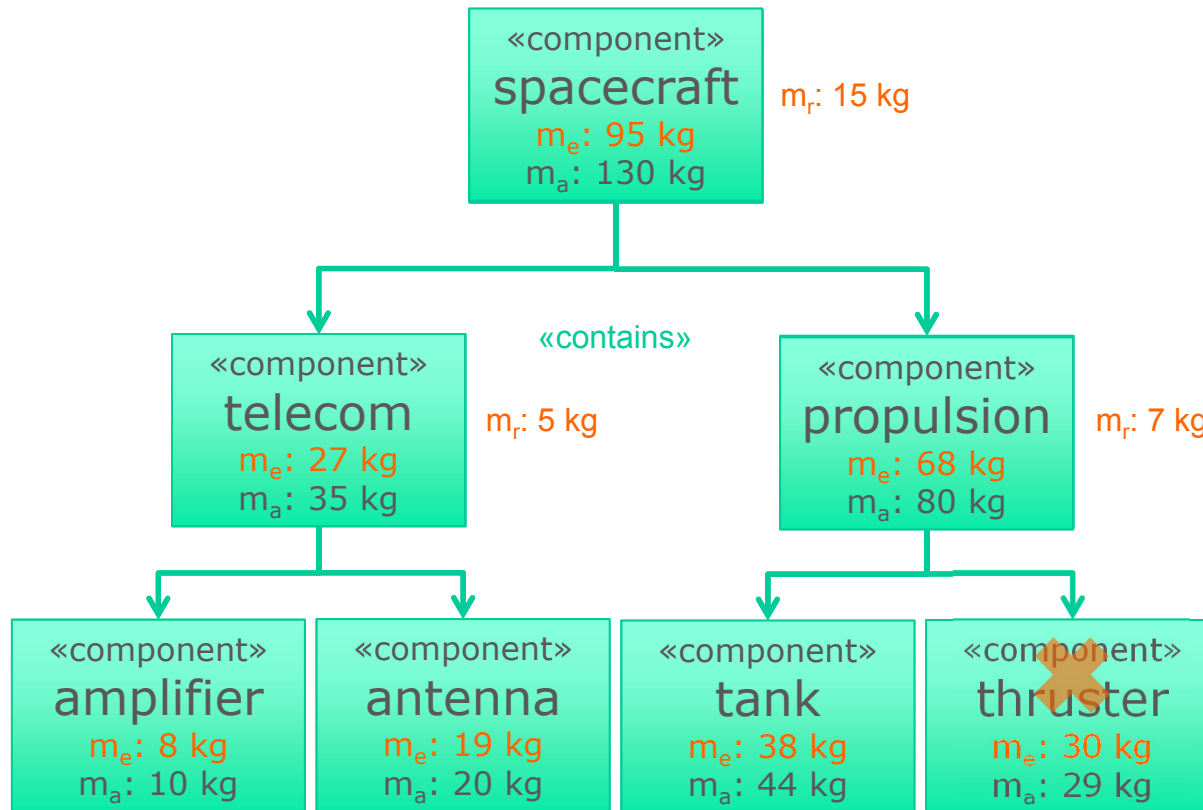 «component»
spacecraft
mₑ: 95 kg
mₐ: 130 kg
mᵣ: 15 kg
«contains»
«component»
telecom
mₑ: 27 kg
mₐ: 35 kg
mᵣ: 5 kg
«component»
propulsion
mₑ: 68 kg
mₐ: 80 kg
mᵣ: 7 kg
«component»
amplifier
mₑ: 8 kg
mₐ: 10 kg
«component»
antenna
mₑ: 19 kg
mₐ: 20 kg
«component»
tank
mₑ: 38 kg
mₐ: 44 kg
«component»
thruster
mₑ: 30 kg
mₐ: 29 kg